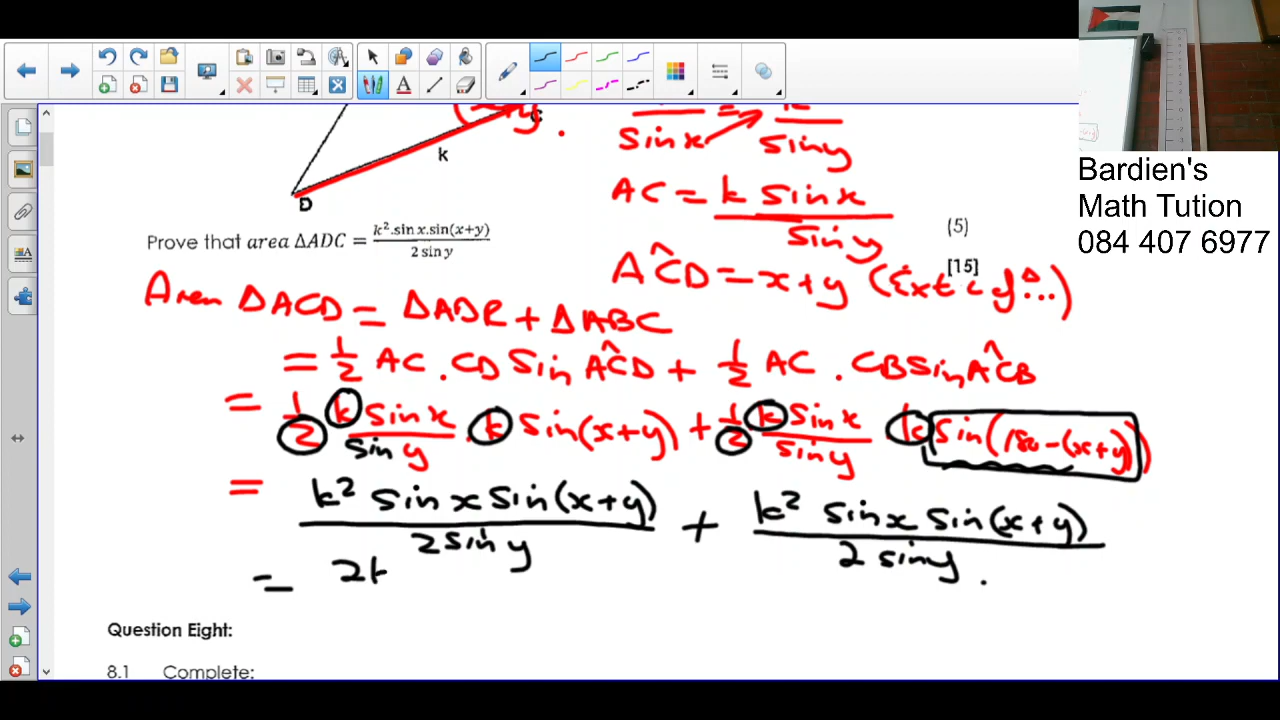 C
k
D
sin x = k / sin y
AC = k sin x / sin y
(5)
Prove that area ΔADC = k².sin x.sin(x+y) / 2 sin y
[15]
AĈD = x+y (Ext ∠ of Δ...)
Area ΔACD = ΔADC + ΔABC
= 1/2 AC . CD Sin AĈD + 1/2 AC . CB sin AĈB
= 1/2 k sin x / sin y . k sin(x+y) + 1/2 k sin x / sin y . k sin(180-(x+y))
= k² sin x sin(x+y) / 2 sin y + k² sin x sin(x+y) / 2 sin y .
= 2k
Question Eight:
8.1 Complete:
Bardien's
Math Tution
084 407 6977